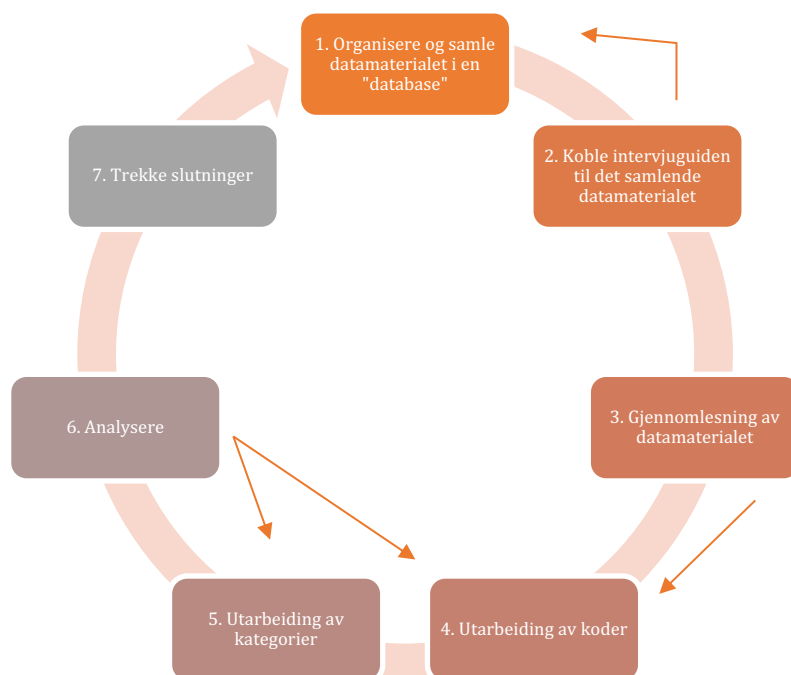 1. Organisere og samle
datamaterialet i en
"database"
2. Koble intervjuguiden
til det samlende
datamaterialet
3. Gjennomlesning av
datamaterialet
4. Utarbeiding av koder
5. Utarbeiding av
kategorier
6. Analysere
7. Trekke slutninger